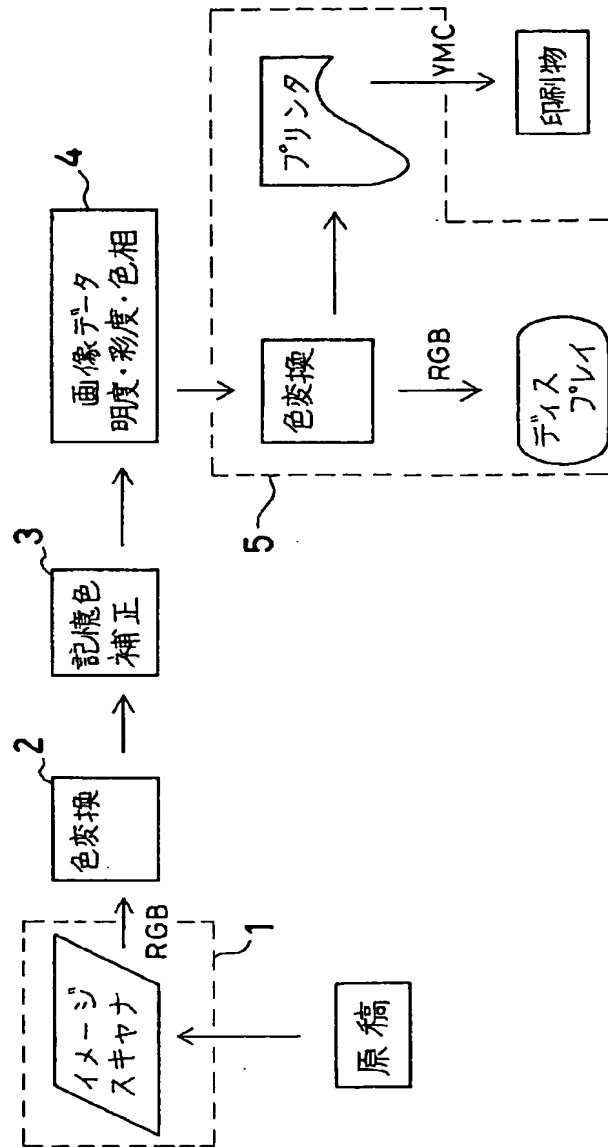 原稿
イメージ
スキャナ
1
RGB
色変換
2
記憶色
補正
3
画像データ
明度・彩度・色相
4
5
色変換
RGB
ディス
プレイ
プリンタ
YMC
印刷物